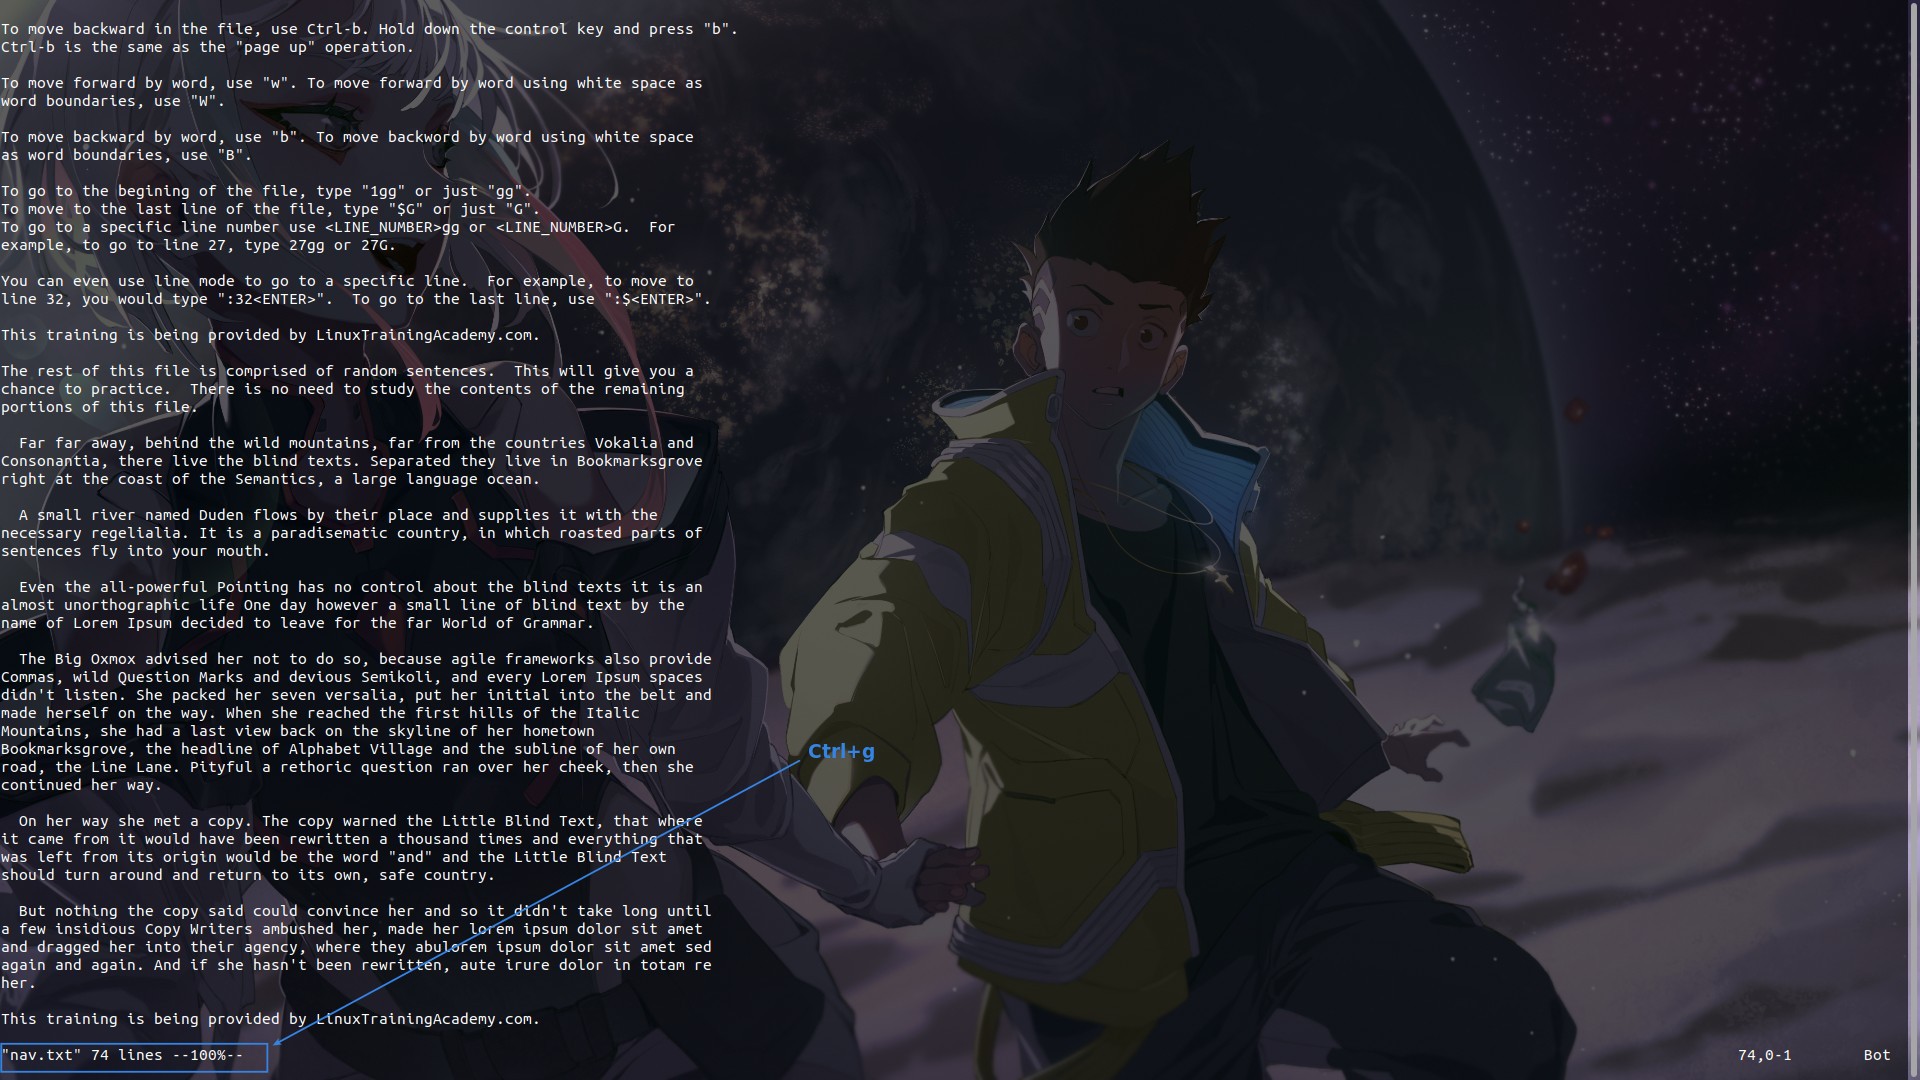 To move backward in the file, use Ctrl-b. Hold down the control key and press "b".
Ctrl-b is the same as the "page up" operation.
To move forward by word, use "w". To move forward by word using white space as
word boundaries, use "W".
To move backward by word, use "b". To move backword by word using white space
as word boundaries, use "B".
To go to the begining of the file, type "1gg" or just "gg".
To move to the last line of the file, type "$G" or just "G".
To go to a specific line number use <LINE_NUMBER>gg or <LINE_NUMBER>G.  For
example, to go to line 27, type 27gg or 27G.
You can even use line mode to go to a specific line.  For example, to move to
line 32, you would type ":32<ENTER>".  To go to the last line, use ":$<ENTER>".
This training is being provided by LinuxTrainingAcademy.com.
The rest of this file is comprised of random sentences.  This will give you a
chance to practice.  There is no need to study the contents of the remaining
portions of this file.
Far far away, behind the wild mountains, far from the countries Vokalia and
Consonantia, there live the blind texts. Separated they live in Bookmarksgrove
right at the coast of the Semantics, a large language ocean.
A small river named Duden flows by their place and supplies it with the
necessary regelialia. It is a paradisematic country, in which roasted parts of
sentences fly into your mouth.
Even the all-powerful Pointing has no control about the blind texts it is an
almost unorthographic life One day however a small line of blind text by the
name of Lorem Ipsum decided to leave for the far World of Grammar.
The Big Oxmox advised her not to do so, because agile frameworks also provide
Commas, wild Question Marks and devious Semikoli, and every Lorem Ipsum spaces
didn't listen. She packed her seven versalia, put her initial into the belt and
made herself on the way. When she reached the first hills of the Italic
Mountains, she had a last view back on the skyline of her hometown
Bookmarksgrove, the headline of Alphabet Village and the subline of her own
road, the Line Lane. Pityful a rethoric question ran over her cheek, then she
continued her way.
Ctrl+g
On her way she met a copy. The copy warned the Little Blind Text, that where
it came from it would have been rewritten a thousand times and everything that
was left from its origin would be the word "and" and the Little Blind Text
should turn around and return to its own, safe country.
But nothing the copy said could convince her and so it didn't take long until
a few insidious Copy Writers ambushed her, made her lorem ipsum dolor sit amet
and dragged her into their agency, where they abulorem ipsum dolor sit amet sed
again and again. And if she hasn't been rewritten, aute irure dolor in totam re
her.
This training is being provided by LinuxTrainingAcademy.com.
"nav.txt" 74 lines --100%-- 74,0-1 Bot